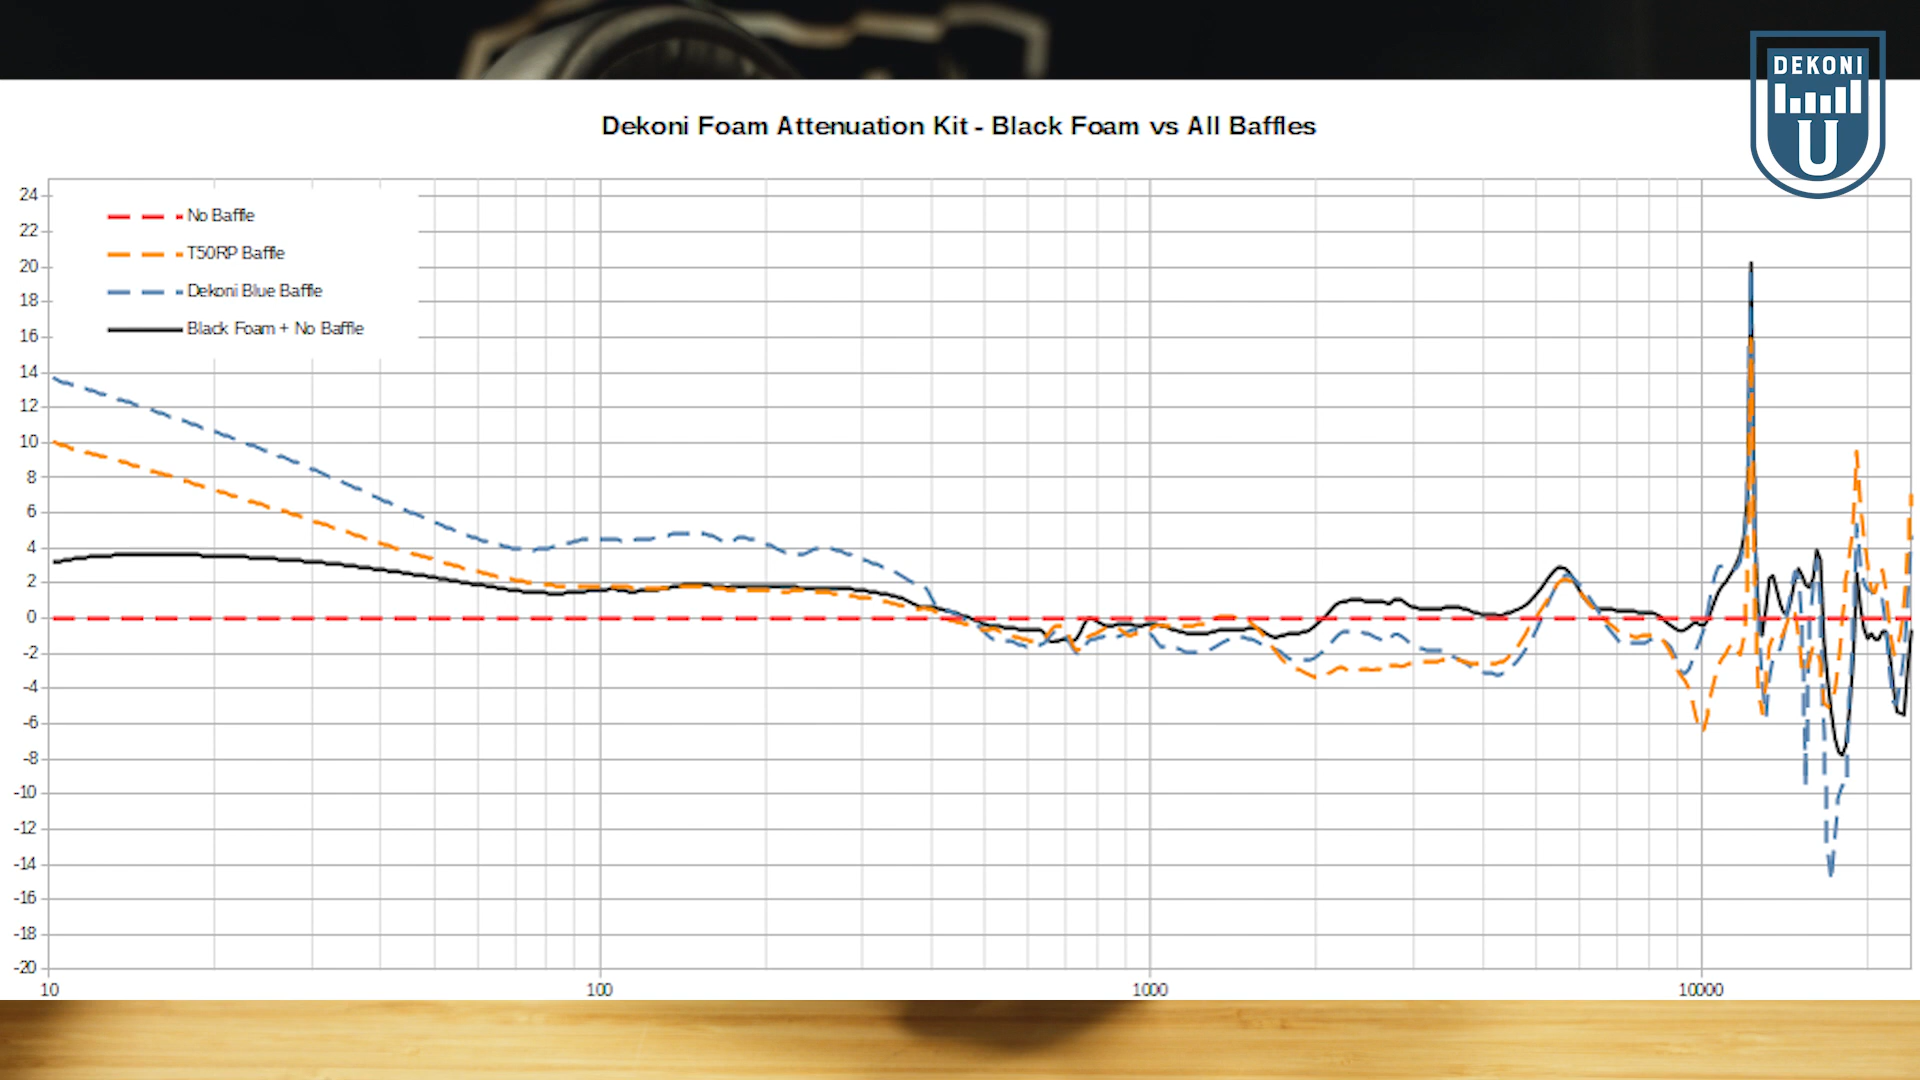 DEKONI
U
Dekoni Foam Attenuation Kit - Black Foam vs All Baffles
24
22
20
18
16
14
12
10
8
6
4
2
0
-2
-4
-6
-8
-10
-12
-14
-16
-18
-20
No Baffle
T50RP Baffle
Dekoni Blue Baffle
Black Foam + No Baffle
10 100 1000 10000